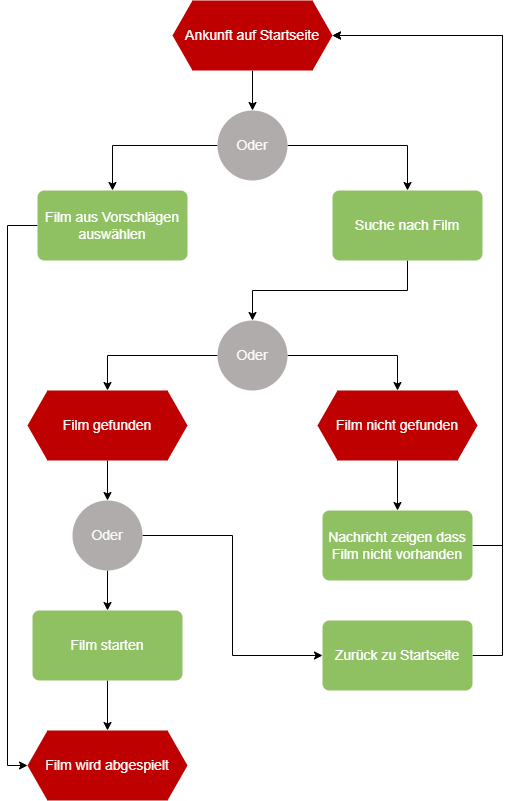 Ankunft auf Startseite
Oder
Film aus Vorschlägen
auswählen
Suche nach Film
Oder
Film gefunden
Film nicht gefunden
Oder
Nachricht zeigen dass
Film nicht vorhanden
Film starten
Zurück zu Startseite
Film wird abgespielt